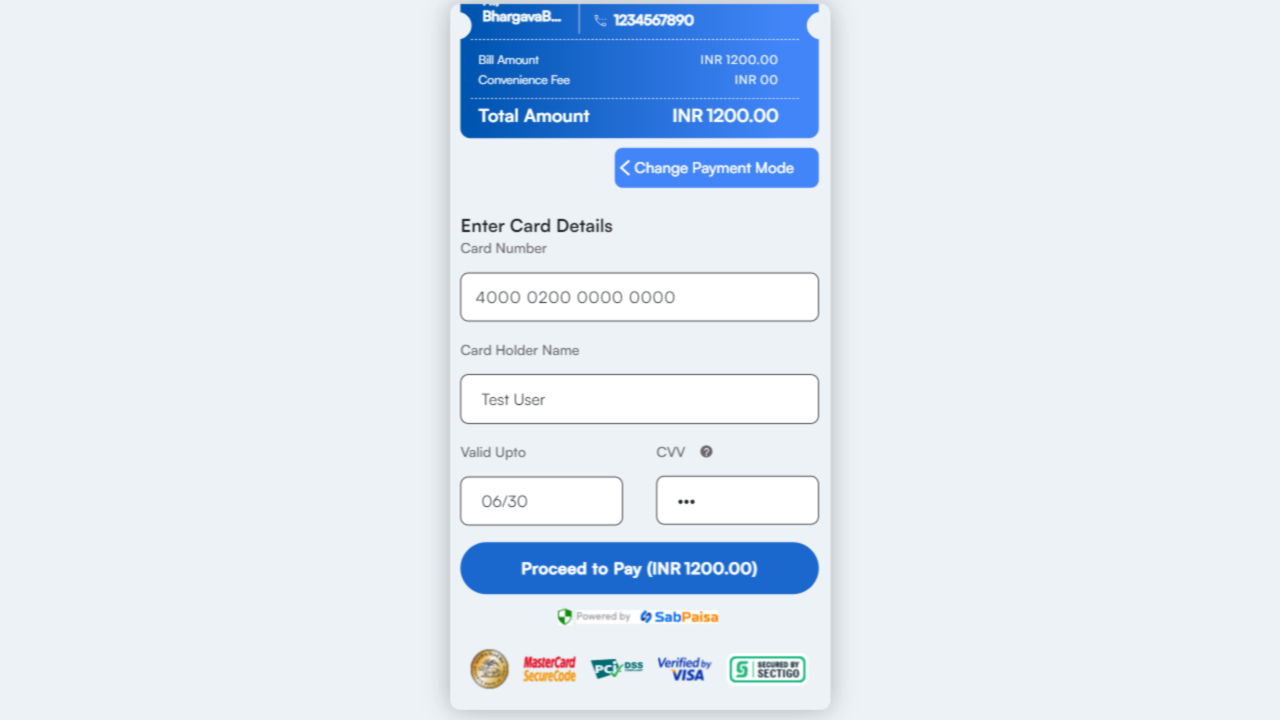 BhargavaB...
1234567890
Bill Amount INR 1200.00
Convenience Fee INR 00
Total Amount INR 1200.00
Change Payment Mode
Enter Card Details
Card Number
4000 0200 0000 0000
Card Holder Name
Test User
Valid Upto CVV ?
06/30 •••
Proceed to Pay (INR 1200.00)
Powered by SabPaisa
MasterCard SecureCode
PCI DSS
Verified by VISA
S SECURED BY SECTIGO